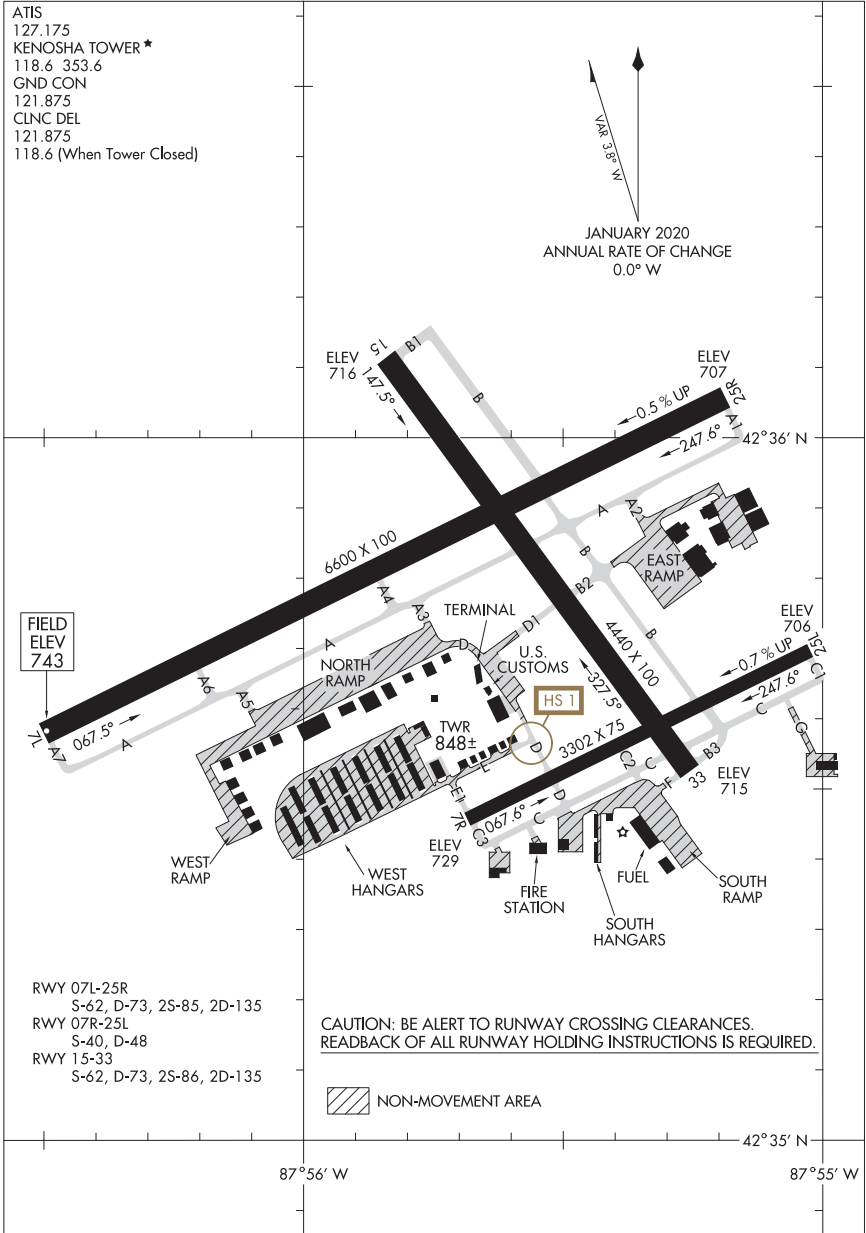 ATIS
127.175
KENOSHA TOWER★
118.6 353.6
GND CON
121.875
CLNC DEL
121.875
118.6 (When Tower Closed)
VAR 3.8° W
JANUARY 2020
ANNUAL RATE OF CHANGE
0.0° W
ELEV
716
15
B1
147.5°
B
ELEV
707
25R
0.5 % UP
A1
247.6°
42°36' N
6600 X 100
A
A2
B
EAST
RAMP
B2
A4
A3
TERMINAL
D1
D
U.S.
CUSTOMS
4440 X 100
B
ELEV
706
25L
0.7 % UP
C1
247.6°
FIELD
ELEV
743
A
NORTH
RAMP
A6
A5
327.5°
HS 1
C
G
7L
A7
067.5°
A
TWR
848±
D
3302 X 75
C2
C
B3
E
E1
F
33
ELEV
715
7R
067.6°
D
C
C3
ELEV
729
WEST
RAMP
WEST
HANGARS
FIRE
STATION
FUEL
SOUTH
RAMP
SOUTH
HANGARS
RWY 07L-25R
S-62, D-73, 2S-85, 2D-135
RWY 07R-25L
S-40, D-48
RWY 15-33
S-62, D-73, 2S-86, 2D-135
CAUTION: BE ALERT TO RUNWAY CROSSING CLEARANCES.
READBACK OF ALL RUNWAY HOLDING INSTRUCTIONS IS REQUIRED.
NON-MOVEMENT AREA
42°35' N
87°56' W
87°55' W